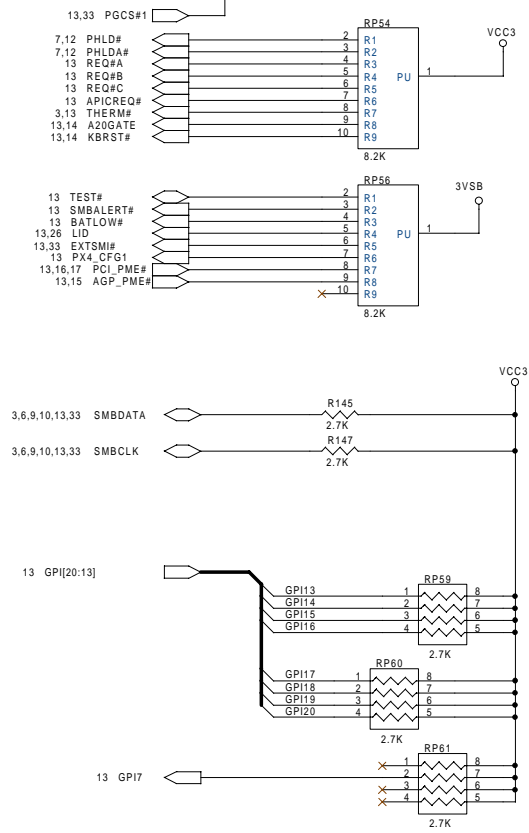 13,33 PGCS#1
RP54
VCC3
7,12 PHLD# 2 R1
7,12 PHLDA# 3 R2
13 REQ#A 4 R3
13 REQ#B 5 R4 PU 1
13 REQ#C 6 R5
13 APICREQ# 7 R6
3,13 THERM# 8 R7
13,14 A20GATE 9 R8
13,14 KBRST# 10 R9
8.2K
RP56
3VSB
13 TEST# 2 R1
13 SMBALERT# 3 R2
13 BATLOW# 4 R3
13,26 LID 5 R4 PU 1
13,33 EXTSMI# 6 R5
13 PX4_CFG1 7 R6
13,16,17 PCI_PME# 8 R7
13,15 AGP_PME# 9 R8
10 R9
8.2K
VCC3
R145
3,6,9,10,13,33 SMBDATA
2.7K
R147
3,6,9,10,13,33 SMBCLK
2.7K
13 GPI[20:13]
RP59
GPI13 1 8
GPI14 2 7
GPI15 3 6
GPI16 4 5
2.7K
RP60
GPI17 1 8
GPI18 2 7
GPI19 3 6
GPI20 4 5
2.7K
RP61
1 8
13 GPI7 2 7
3 6
4 5
2.7K